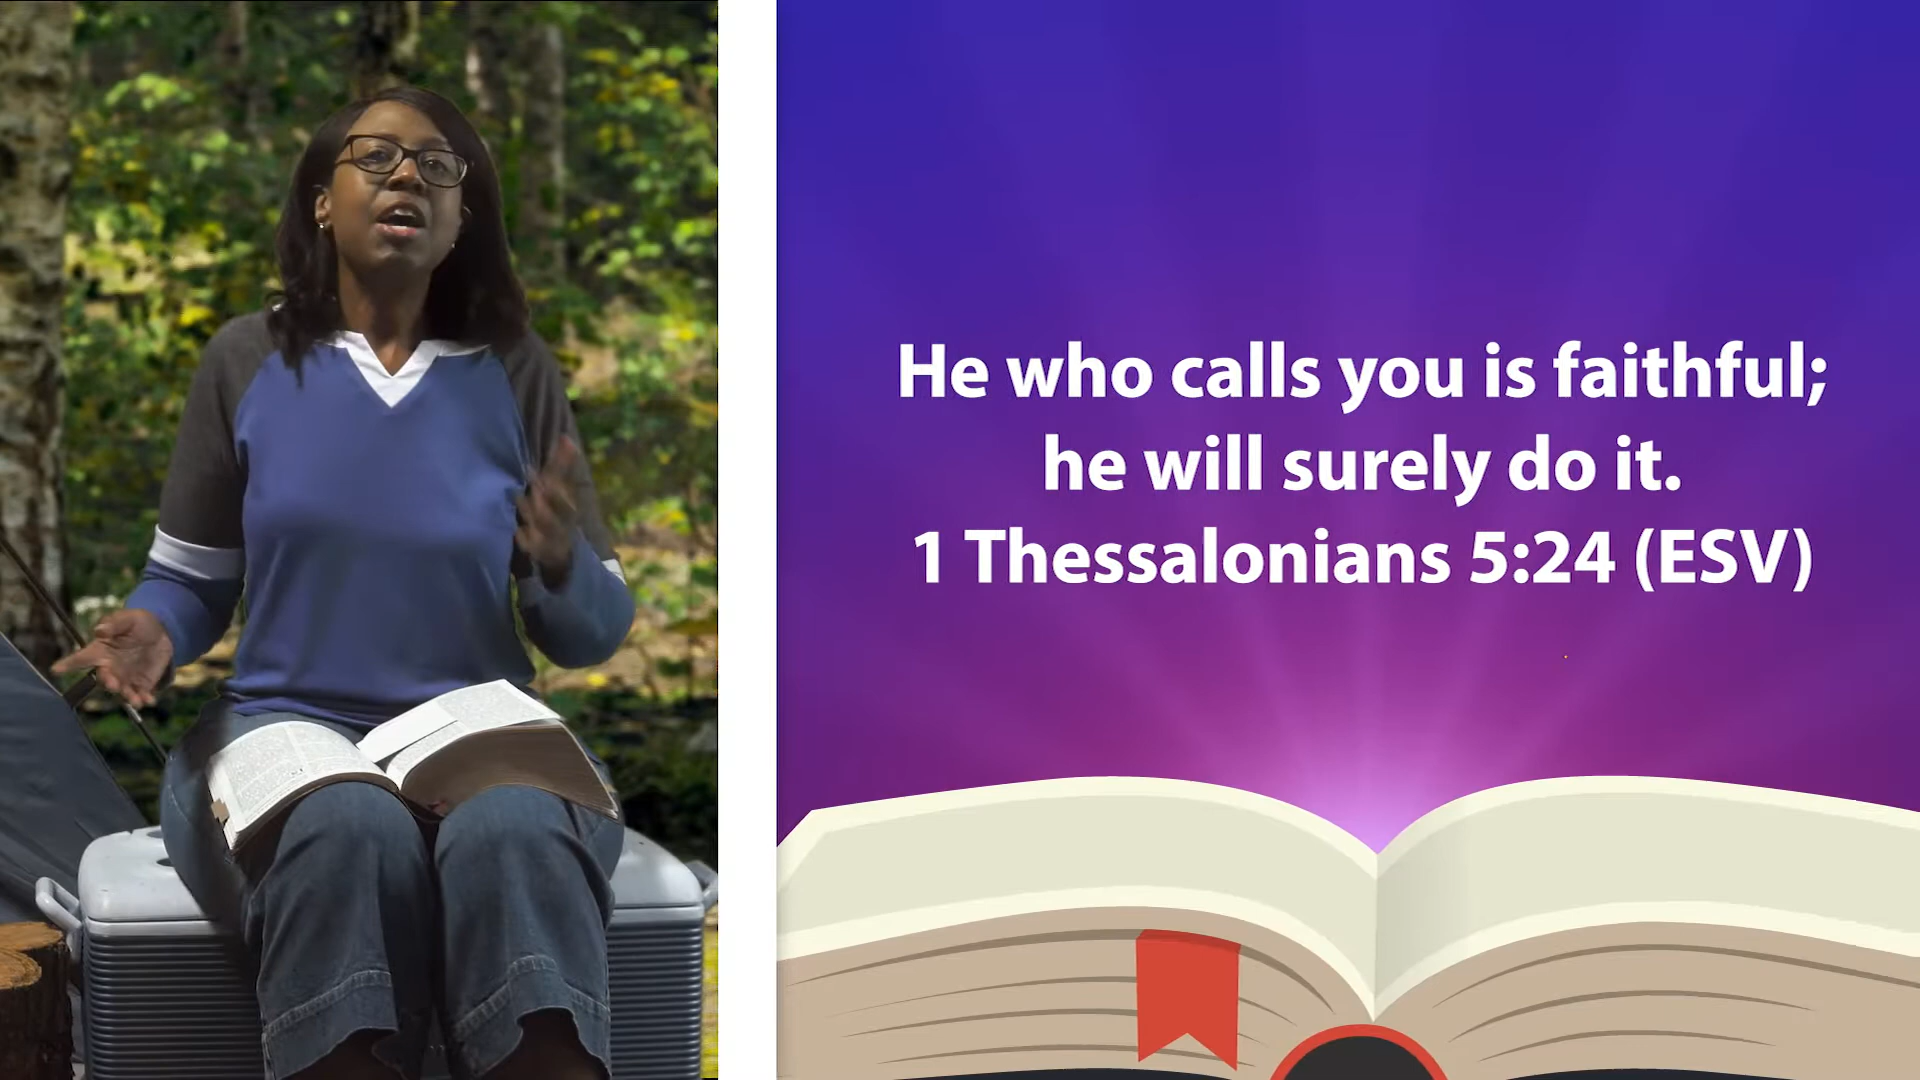 He who calls you is faithful;
he will surely do it.
1 Thessalonians 5:24 (ESV)